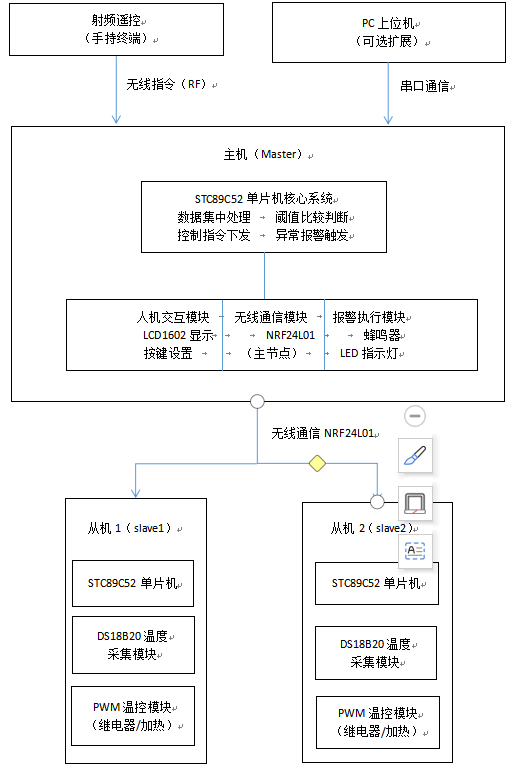 射频遥控
（手持终端）
PC 上位机
（可选扩展）
无线指令（RF）
串口通信
主机（Master）
STC89C52 单片机核心系统
数据集中处理 → 阈值比较判断
控制指令下发 → 异常报警触发
人机交互模块 → 无线通信模块 → 报警执行模块
LCD1602 显示 → → NRF24L01 → → 蜂鸣器
按键设置 → → （主节点） → LED 指示灯
无线通信 NRF24L01
从机 1（slave1）
STC89C52 单片机
DS18B20 温度
采集模块
PWM 温控模块
（继电器/加热）
从机 2（slave2）
STC89C52 单片机
DS18B20 温度
采集模块
PWM 温控模块
（继电器/加热）